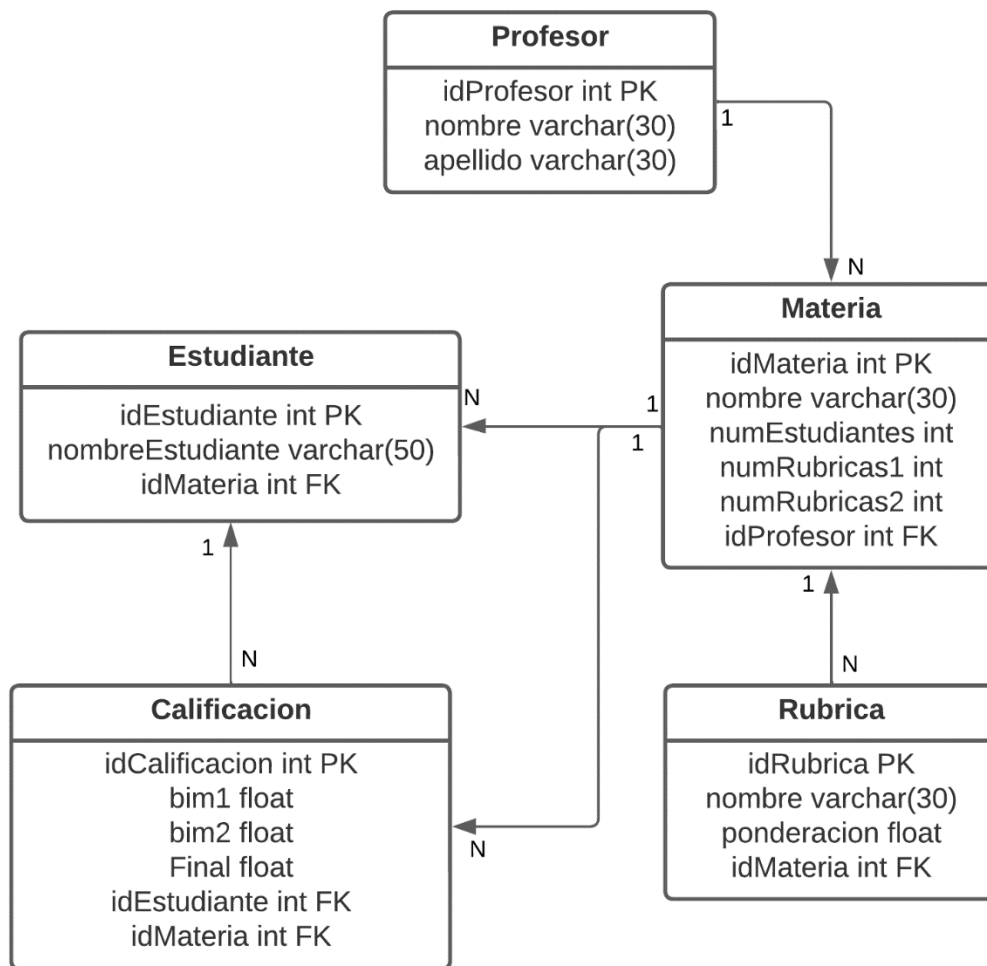 Profesor
idProfesor int PK
nombre varchar(30)
apellido varchar(30)
1
N
Materia
idMateria int PK
nombre varchar(30)
numEstudiantes int
numRubricas1 int
numRubricas2 int
idProfesor int FK
Estudiante
idEstudiante int PK
nombreEstudiante varchar(50)
idMateria int FK
N
1
1
1
N
1
N
Calificacion
idCalificacion int PK
bim1 float
bim2 float
Final float
idEstudiante int FK
idMateria int FK
N
Rubrica
idRubrica PK
nombre varchar(30)
ponderacion float
idMateria int FK